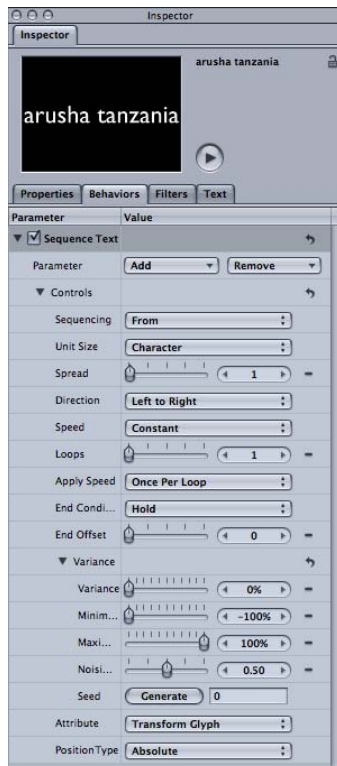 Inspector
Inspector
arusha tanzania
arusha tanzania
Properties Behaviors Filters Text
Parameter Value
Sequence Text
Parameter Add Remove
Controls
Sequencing From
Unit Size Character
Spread 1
Direction Left to Right
Speed Constant
Loops 1
Apply Speed Once Per Loop
End Condi... Hold
End Offset 0
Variance
Variance 0%
Minim... -100%
Maxi... 100%
Noisi... 0.50
Seed Generate 0
Attribute Transform Glyph
Position Type Absolute